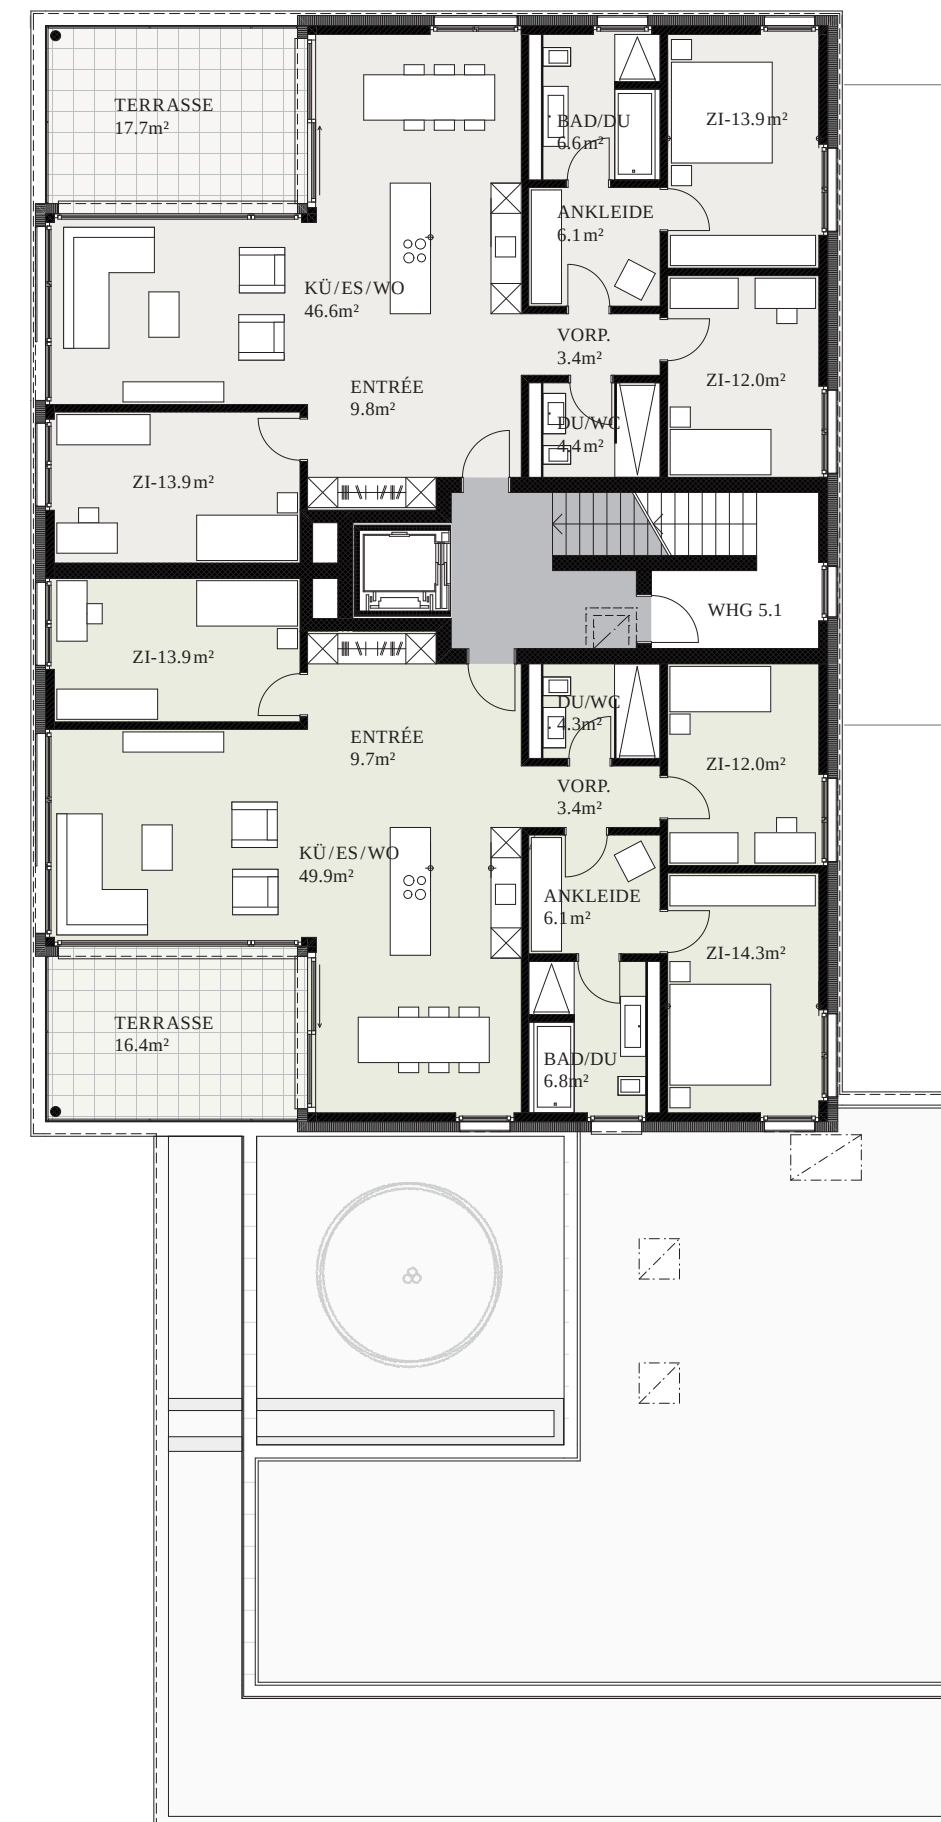 TERRASSE
17.7m²
BAD/DU
6.6m²
ZI-13.9m²
ANKLEIDE
6.1m²
KÜ/ES/WO
46.6m²
VORP.
3.4m²
ENTRÉE
9.8m²
ZI-12.0m²
DU/WC
4.4m²
ZI-13.9m²
WHG 5.1
ZI-13.9m²
DU/WC
4.3m²
ENTRÉE
9.7m²
ZI-12.0m²
VORP.
3.4m²
KÜ/ES/WO
49.9m²
ANKLEIDE
6.1m²
ZI-14.3m²
TERRASSE
16.4m²
BAD/DU
6.8m²